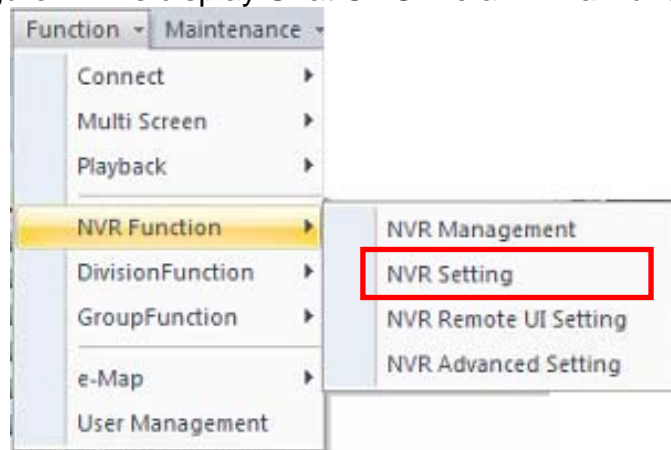 Function Maintenance
Connect
Multi Screen
Playback
NVR Function
NVR Management
DivisionFunction
NVR Setting
GroupFunction
NVR Remote UI Setting
NVR Advanced Setting
e-Map
User Management